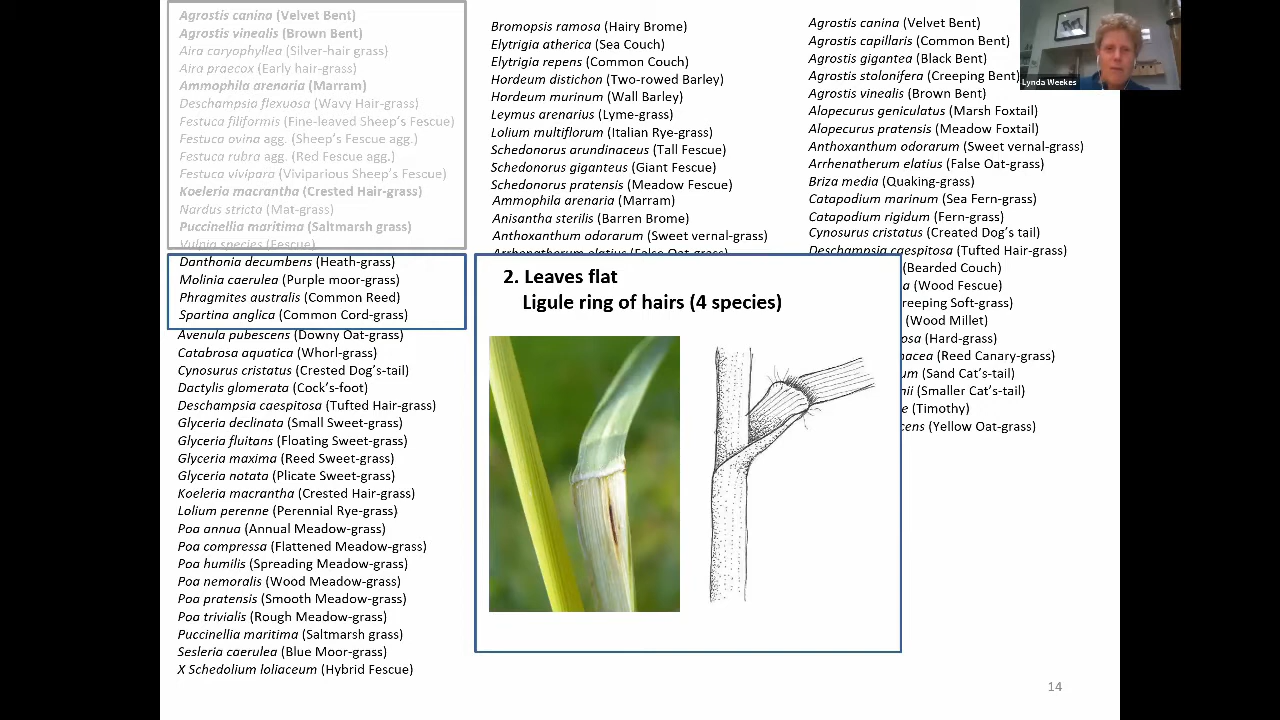 Agrostis canina (Velvet Bent)
Agrostis vinealis (Brown Bent)
Aira caryophyllea (Silver-hair grass)
Aira praecox (Early hair-grass)
Ammophila arenaria (Marram)
Deschampsia flexuosa (Wavy Hair-grass)
Festuca filiformis (Fine-leaved Sheep's Fescue)
Festuca ovina agg. (Sheep's Fescue agg.)
Festuca rubra agg. (Red Fescue agg.)
Festuca vivipara (Viviparious Sheep's Fescue)
Koeleria macrantha (Crested Hair-grass)
Nardus stricta (Mat-grass)
Puccinellia maritima (Saltmarsh grass)
Vulpia species (Fescue)
Danthonia decumbens (Heath-grass)
Molinia caerulea (Purple moor-grass)
Phragmites australis (Common Reed)
Spartina anglica (Common Cord-grass)
Avenula pubescens (Downy Oat-grass)
Catabrosa aquatica (Whorl-grass)
Cynosurus cristatus (Crested Dog's-tail)
Dactylis glomerata (Cock's-foot)
Deschampsia caespitosa (Tufted Hair-grass)
Glyceria declinata (Small Sweet-grass)
Glyceria fluitans (Floating Sweet-grass)
Glyceria maxima (Reed Sweet-grass)
Glyceria notata (Plicate Sweet-grass)
Koeleria macrantha (Crested Hair-grass)
Lolium perenne (Perennial Rye-grass)
Poa annua (Annual Meadow-grass)
Poa compressa (Flattened Meadow-grass)
Poa humilis (Spreading Meadow-grass)
Poa nemoralis (Wood Meadow-grass)
Poa pratensis (Smooth Meadow-grass)
Poa trivialis (Rough Meadow-grass)
Puccinellia maritima (Saltmarsh grass)
Sesleria caerulea (Blue Moor-grass)
X Schedolium loliaceum (Hybrid Fescue)
Bromopsis ramosa (Hairy Brome)
Elytrigia atherica (Sea Couch)
Elytrigia repens (Common Couch)
Hordeum distichon (Two-rowed Barley)
Hordeum murinum (Wall Barley)
Leymus arenarius (Lyme-grass)
Lolium multiflorum (Italian Rye-grass)
Schedonorus arundinaceus (Tall Fescue)
Schedonorus giganteus (Giant Fescue)
Schedonorus pratensis (Meadow Fescue)
Ammophila arenaria (Marram)
Anisantha sterilis (Barren Brome)
Anthoxanthum odoratum (Sweet vernal-grass)
Arrhenatherum elatius (False Oat-grass)
2. Leaves flat
Ligule ring of hairs (4 species)
Agrostis canina (Velvet Bent)
Agrostis capillaris (Common Bent)
Agrostis gigantea (Black Bent)
Agrostis stolonifera (Creeping Bent)
Agrostis vinealis (Brown Bent)
Alopecurus geniculatus (Marsh Foxtail)
Alopecurus pratensis (Meadow Foxtail)
Anthoxanthum odorarum (Sweet vernal-grass)
Arrhenatherum elatius (False Oat-grass)
Briza media (Quaking-grass)
Catapodium marinum (Sea Fern-grass)
Catapodium rigidum (Fern-grass)
Cynosurus cristatus (Created Dog's tail)
Deschampsia caespitosa (Tufted Hair-grass)
(Bearded Couch)
a (Wood Fescue)
reeping Soft-grass)
(Wood Millet)
osa (Hard-grass)
nacea (Reed Canary-grass)
um (Sand Cat's-tail)
nii (Smaller Cat's-tail)
e (Timothy)
cens (Yellow Oat-grass)
Lynda Weekes
14